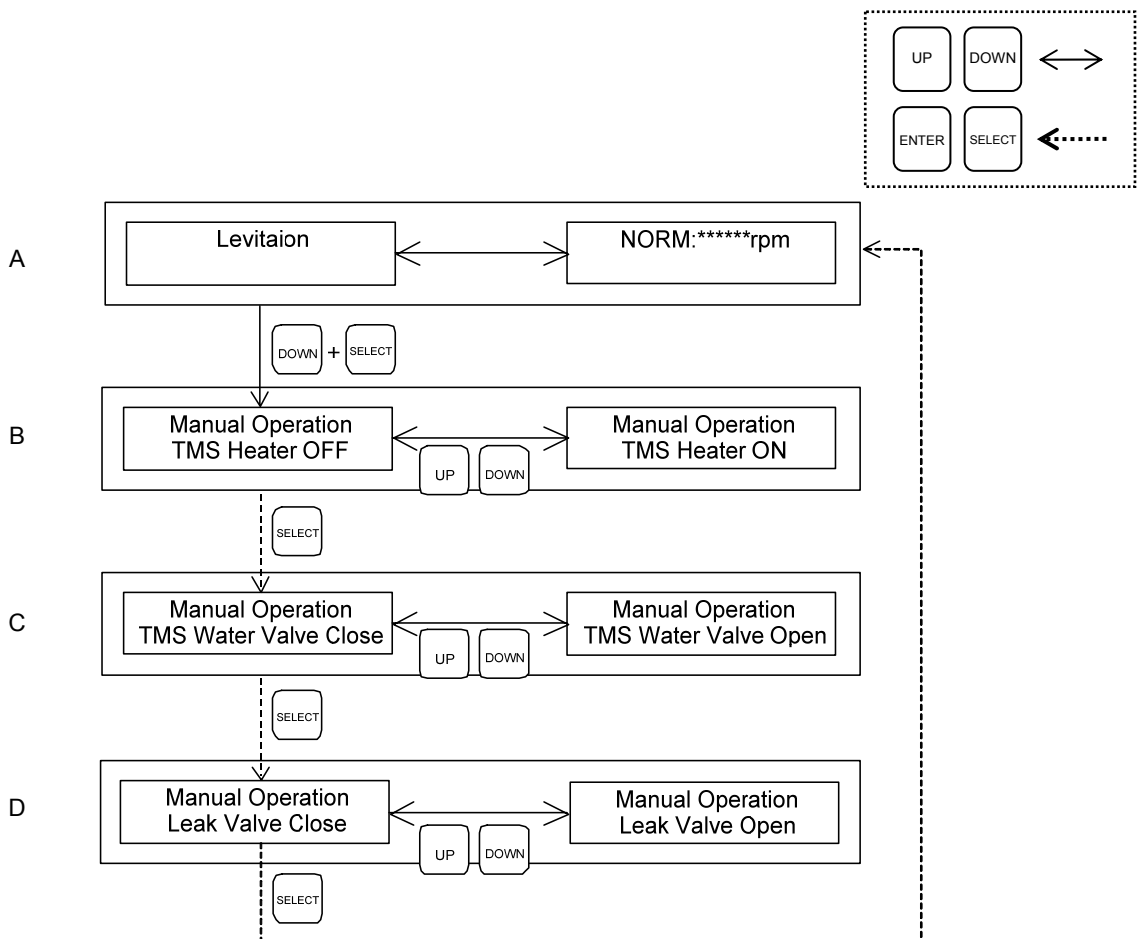 UP DOWN
ENTER SELECT
A
Levitaion
NORM:******rpm
DOWN + SELECT
B
Manual Operation
TMS Heater OFF
Manual Operation
TMS Heater ON
UP DOWN
SELECT
C
Manual Operation
TMS Water Valve Close
Manual Operation
TMS Water Valve Open
UP DOWN
SELECT
D
Manual Operation
Leak Valve Close
Manual Operation
Leak Valve Open
UP DOWN
SELECT